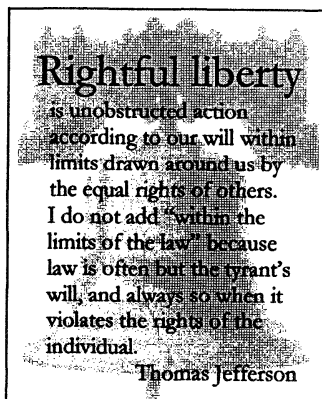 Rightful liberty
is unobstructed action
according to our will within
limits drawn around us by
the equal rights of others.
I do not add "within the
limits of the law" because
law is often but the tyrant's
will, and always so when it
violates the rights of the
individual.
Thomas Jefferson